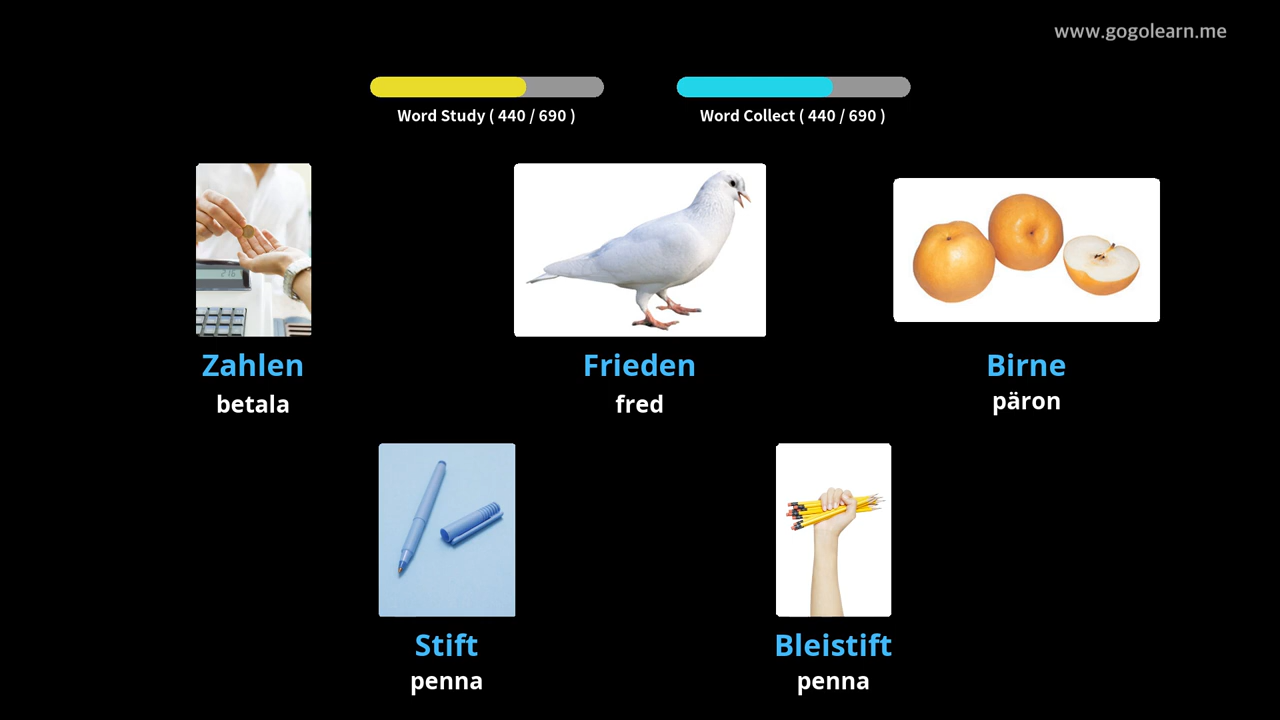 www.gogolearn.me
Word Study ( 440 / 690 )
Word Collect ( 440 / 690 )
Zahlen
betala
Frieden
fred
Birne
päron
Stift
penna
Bleistift
penna